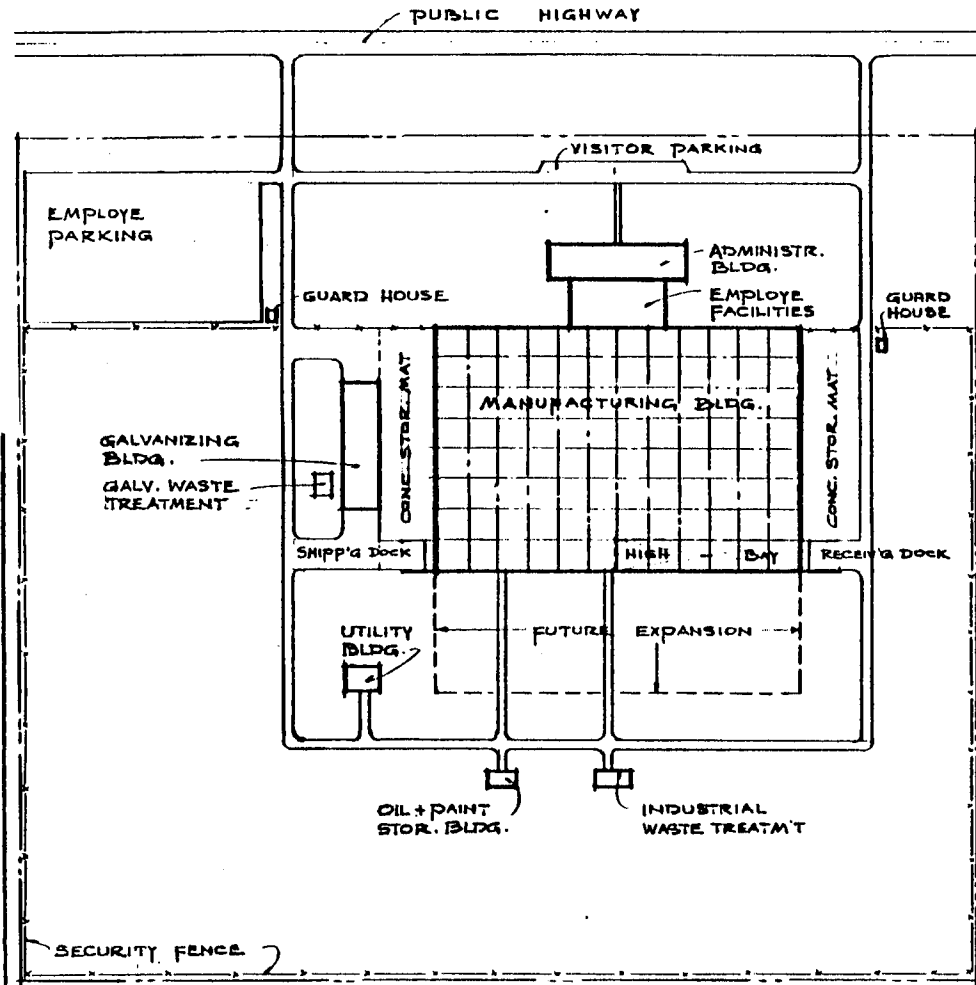 PUBLIC HIGHWAY
VISITOR PARKING
EMPLOYE
PARKING
ADMINISTR.
BLDG.
GUARD HOUSE
EMPLOYE
FACILITIES
GUARD
HOUSE
CONC. STOR. MAT
MANUFACTURING BLDG.
CONC. STOR. MAT.
GALVANIZING
BLDG.
GALV. WASTE
TREATMENT
SHIPP'G DOCK
HIGH - BAY
RECEIV'G DOCK
UTILITY
BLDG.
FUTURE EXPANSION
OIL + PAINT
STOR. BLDG.
INDUSTRIAL
WASTE TREATM'T
SECURITY FENCE